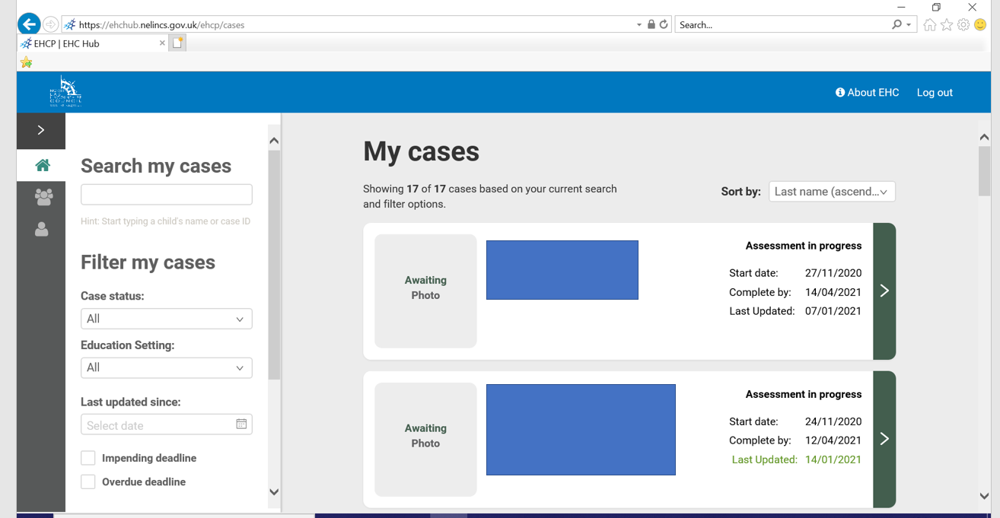 https://ehchub.nelincs.gov.uk/ehcp/cases
Search...
EHCP | EHC Hub
COUNCIL
About EHC
Log out
Search my cases
Hint: Start typing a child's name or case ID
Filter my cases
Case status:
All
Education Setting:
All
Last updated since:
Select date
Impending deadline
Overdue deadline
My cases
Showing 17 of 17 cases based on your current search
and filter options.
Sort by:
Last name (ascend...
Awaiting
Photo
Assessment in progress
Start date: 27/11/2020
Complete by: 14/04/2021
Last Updated: 07/01/2021
Awaiting
Photo
Assessment in progress
Start date: 24/11/2020
Complete by: 12/04/2021
Last Updated: 14/01/2021